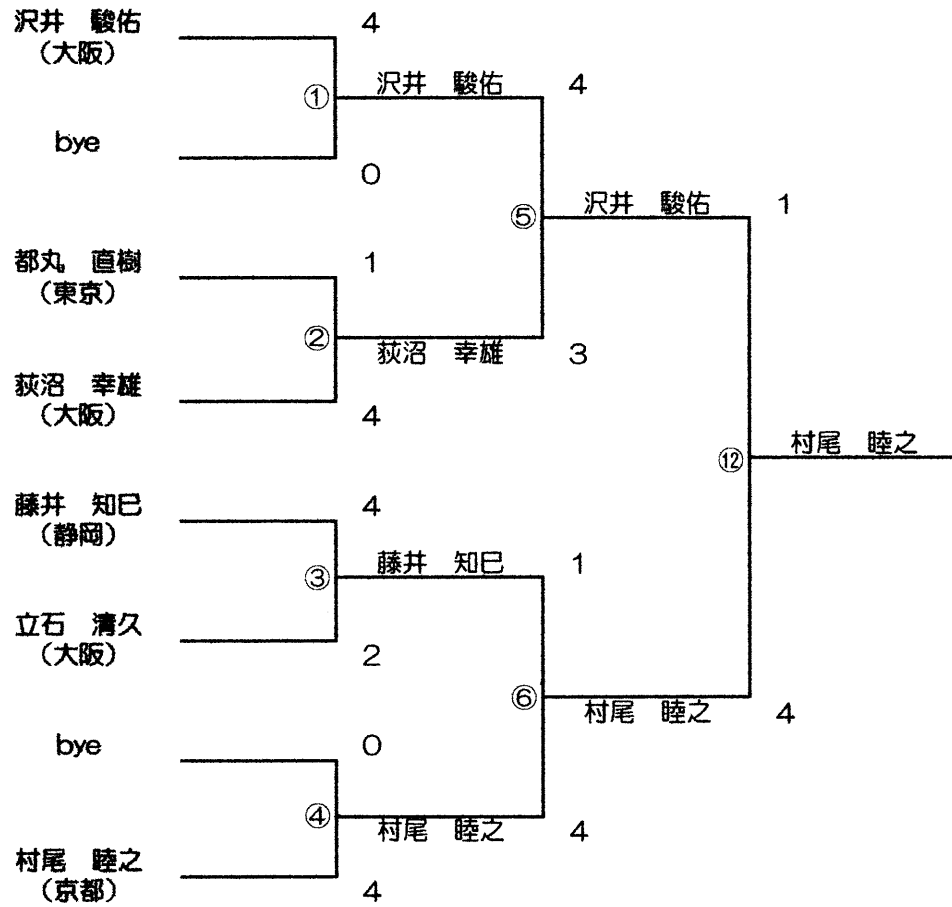 沢井　駿佑
（大阪）
4
①
沢井　駿佑
4
bye
0
⑤
沢井　駿佑
1
都丸　直樹
（東京）
1
②
荻沼　幸雄
3
荻沼　幸雄
（大阪）
4
⑫
村尾　睦之
藤井　知巳
（静岡）
4
③
藤井　知巳
1
立石　清久
（大阪）
2
⑥
村尾　睦之
4
bye
0
④
村尾　睦之
4
村尾　睦之
（京都）
4